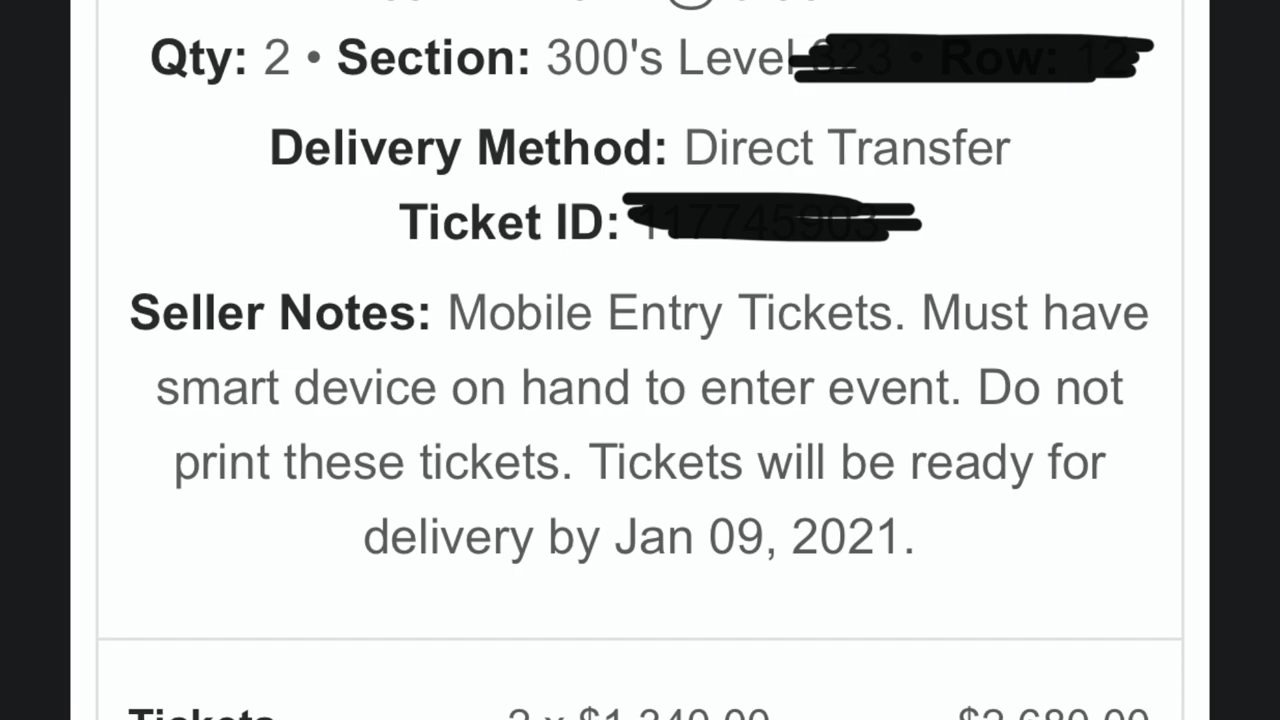 Qty: 2 • Section: 300's Level
Delivery Method: Direct Transfer
Ticket ID:
Seller Notes: Mobile Entry Tickets. Must have
smart device on hand to enter event. Do not
print these tickets. Tickets will be ready for
delivery by Jan 09, 2021.
Tickets